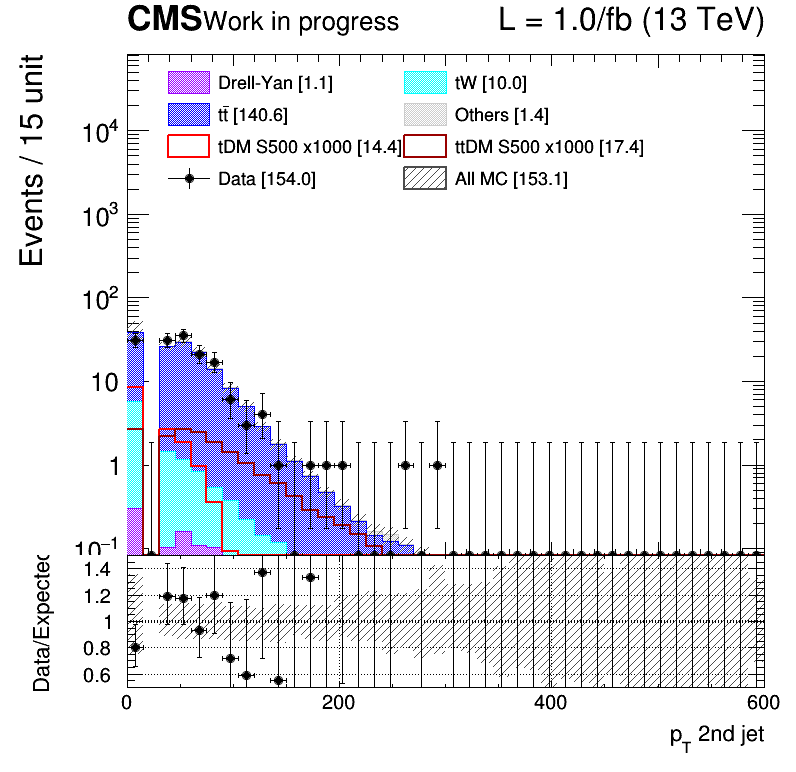 CMS Work in progress L = 1.0/fb (13 TeV)
Events / 15 unit
Drell-Yan [1.1] tW [10.0]
tt̄ [140.6] Others [1.4]
tDM S500 x1000 [14.4] ttDM S500 x1000 [17.4]
Data [154.0] All MC [153.1]
10⁴
10³
10²
10
1
10⁻¹
Data/Expected
1.4
1.2
1
0.8
0.6
0 200 400 600
p_T 2nd jet